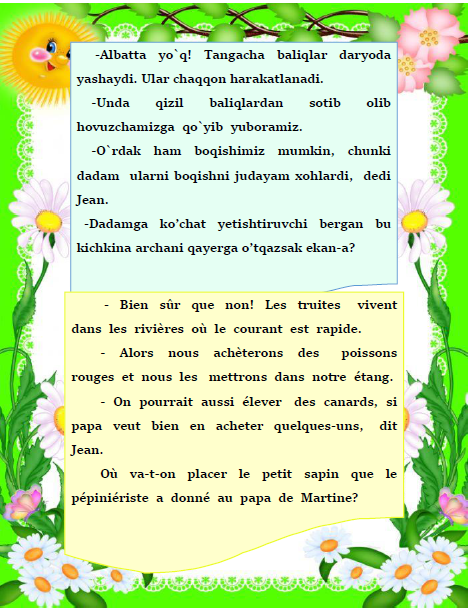 -Albatta yo`q! Tangacha baliqlar daryoda
yashaydi. Ular chaqqon harakatlanadi.
-Unda qizil baliqlardan sotib olib
hovuzchamizga qo`yib yuboramiz.
-O`rdak ham boqishimiz mumkin, chunki
dadam ularni boqishni judayam xohlardi, dedi
Jean.
-Dadamga ko’chat yetishtiruvchi bergan bu
kichkina archani qayerga o’tqazsak ekan-a?
- Bien sûr que non! Les truites vivent
dans les rivières où le courant est rapide.
- Alors nous achèterons des poissons
rouges et nous les mettrons dans notre étang.
- On pourrait aussi élever des canards, si
papa veut bien en acheter quelques-uns, dit
Jean.
Où va-t-on placer le petit sapin que le
pépiniériste a donné au papa de Martine?